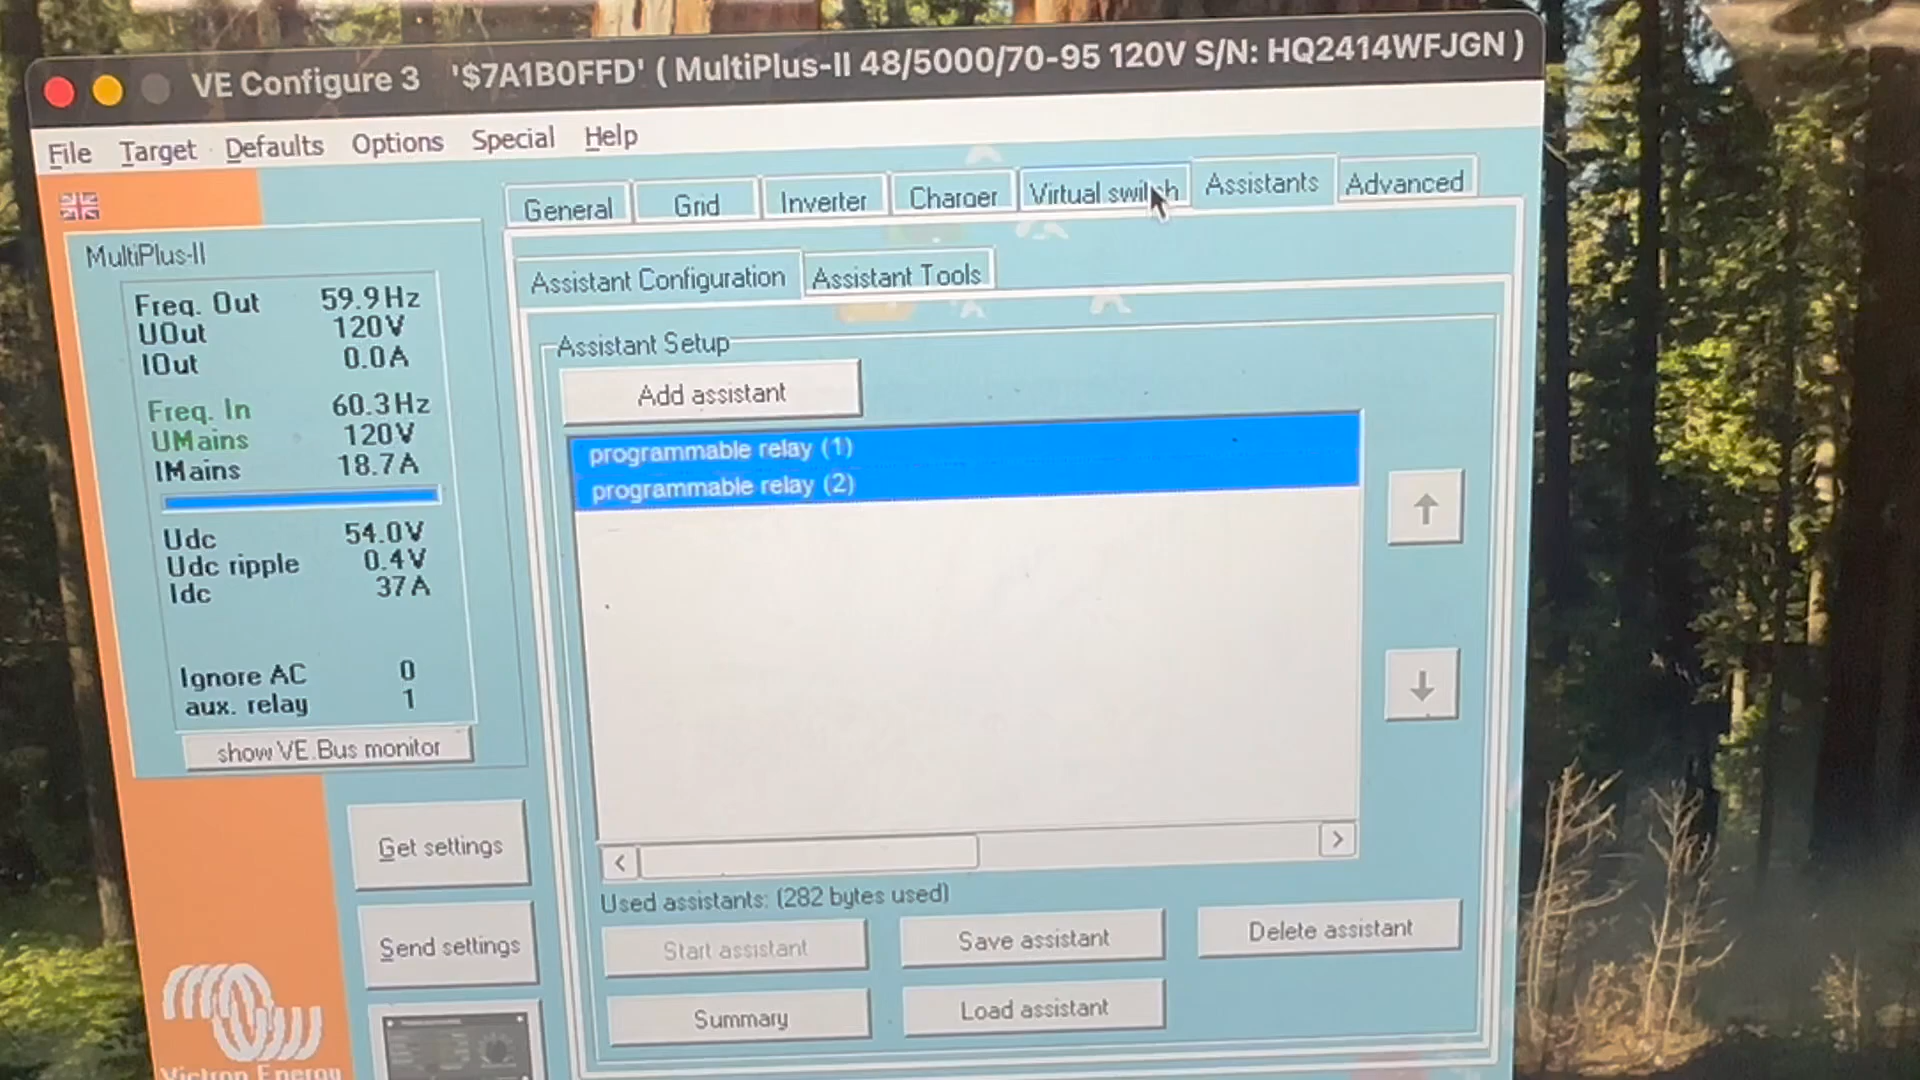 VE Configure 3 '$7A1B0FFD' ( MultiPlus-II 48/5000/70-95 120V S/N: HQ2414WFJGN )
File Target Defaults Options Special Help
General Grid Inverter Charger Virtual switch Assistants Advanced
MultiPlus-II
Freq. Out 59.9Hz
UOut 120V
IOut 0.0A
Freq. In 60.3Hz
UMains 120V
IMains 18.7A
Udc 54.0V
Udc ripple 0.4V
Idc 37A
Ignore AC 0
aux. relay 1
show VE.Bus monitor
Get settings
Send settings
Victron Energy
Assistant Configuration Assistant Tools
Assistant Setup
Add assistant
programmable relay (1)
programmable relay (2)
Used assistants: (282 bytes used)
Start assistant Save assistant Delete assistant
Summary Load assistant